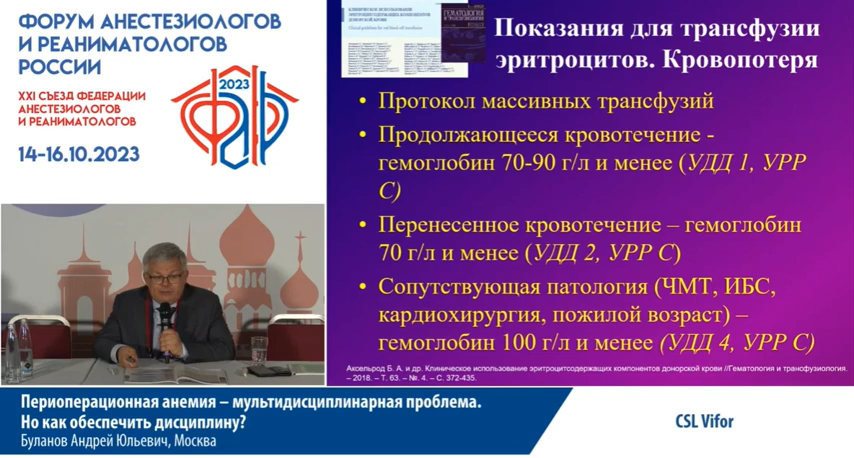 ФОРУМ АНЕСТЕЗИОЛОГОВ
И РЕАНИМАТОЛОГОВ
РОССИИ
XXI СЪЕЗД ФЕДЕРАЦИИ
АНЕСТЕЗИОЛОГОВ
И РЕАНИМАТОЛОГОВ
14-16.10.2023
2023
ФАР
Показания для трансфузии
эритроцитов. Кровопотеря
• Протокол массивных трансфузий
• Продолжающееся кровотечение -
гемоглобин 70-90 г/л и менее (УДД 1, УРР
С)
• Перенесенное кровотечение – гемоглобин
70 г/л и менее (УДД 2, УРР С)
• Сопутствующая патология (ЧМТ, ИБС,
кардиохирургия, пожилой возраст) –
гемоглобин 100 г/л и менее (УДД 4, УРР С)
Аксельрод Б. А. и др. Клиническое использование эритроцитсодержащих компонентов донорской крови //Гематология и трансфузиология.
– 2018. – Т. 63. – №. 4. – С. 372-435.
Периоперационная анемия – мультидисциплинарная проблема.
Но как обеспечить дисциплину?
Буланов Андрей Юльевич, Москва
CSL Vifor